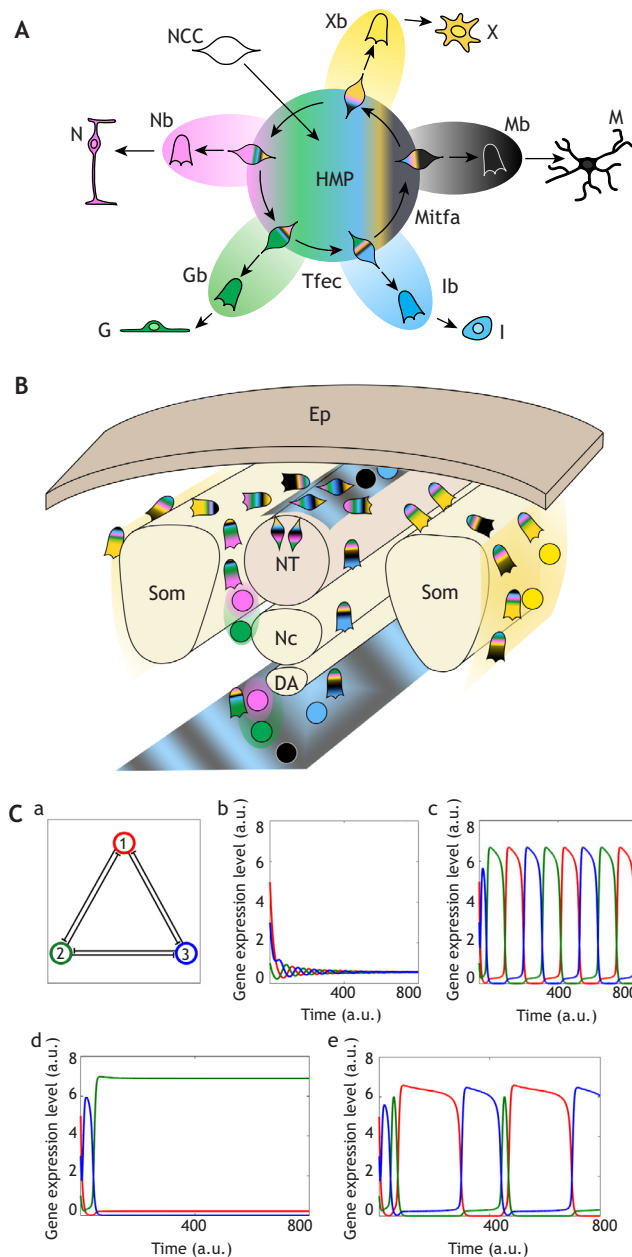 A
NCC
Xb
X
N
Nb
Mb
M
HMP
Mitfa
Gb
Tfec
Ib
G
I
B
Ep
NT
Som
Som
Nc
DA
C
a
1
2
3
b
Gene expression level (a.u.)
8
6
4
2
0
400
800
Time (a.u.)
c
Gene expression level (a.u.)
8
6
4
2
0
400
800
Time (a.u.)
d
Gene expression level (a.u.)
8
6
4
2
0
400
800
Time (a.u.)
e
Gene expression level (a.u.)
8
6
4
2
0
400
800
Time (a.u.)